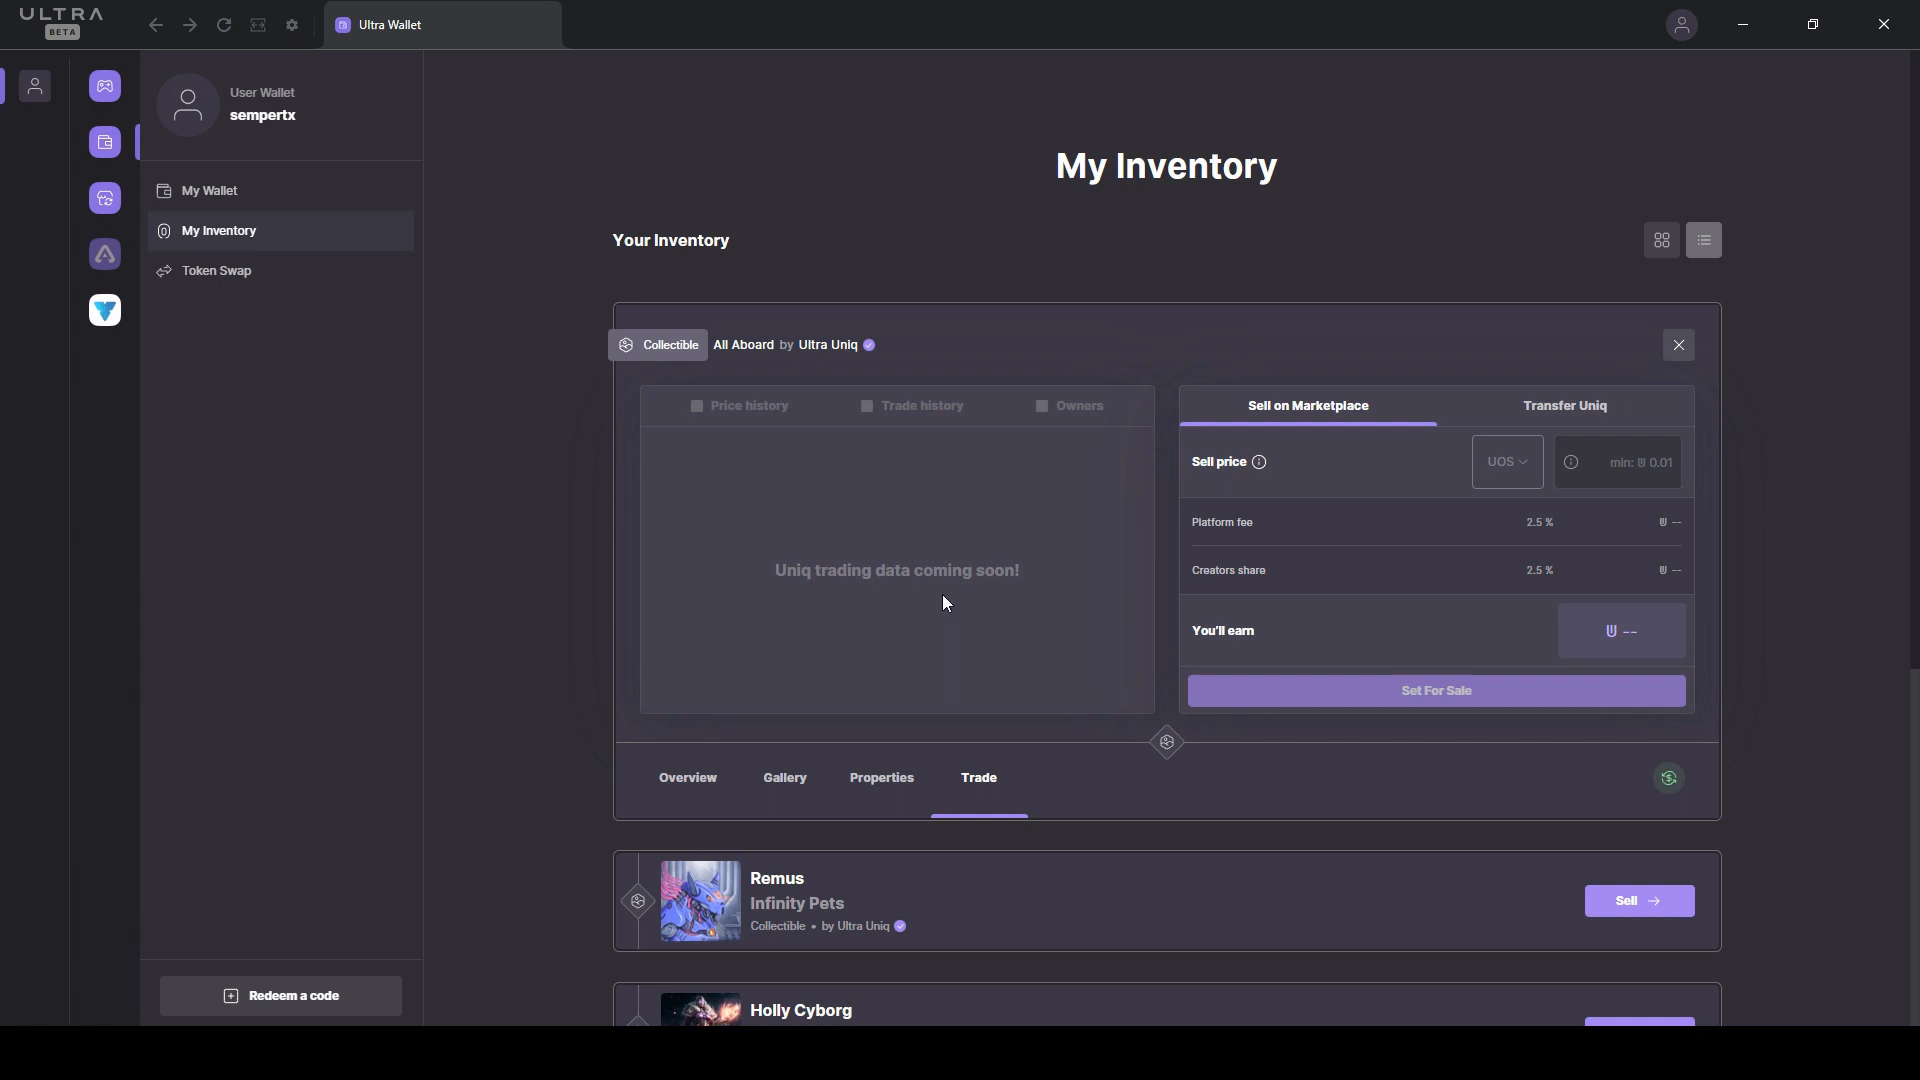 ULTRA
BETA
Ultra Wallet
User Wallet
sempertx
My Wallet
My Inventory
Token Swap
Redeem a code
My Inventory
Your Inventory
Collectible All Aboard by Ultra Uniq
Price history Trade history Owners
Uniq trading data coming soon!
Sell on Marketplace Transfer Uniq
Sell price UOS min: 0.01
Platform fee 2.5 % --
Creators share 2.5 % --
You'll earn --
Set For Sale
Overview Gallery Properties Trade
Remus
Infinity Pets
Collectible • by Ultra Uniq
Sell
Holly Cyborg